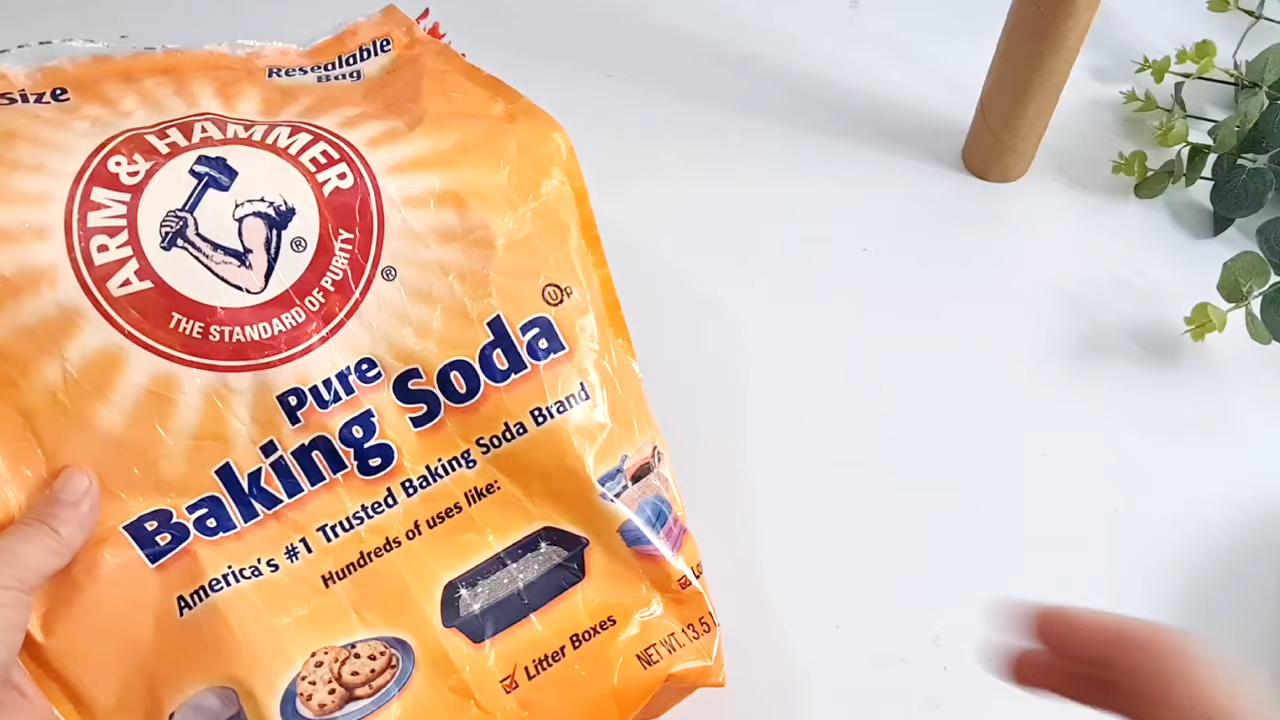 Size
Resealable
Bag
ARM & HAMMER
®
THE STANDARD OF PURITY
®
U P
Pure
Baking Soda
America's #1 Trusted Baking Soda Brand
Hundreds of uses like:
Litter Boxes
NET WT. 13.5